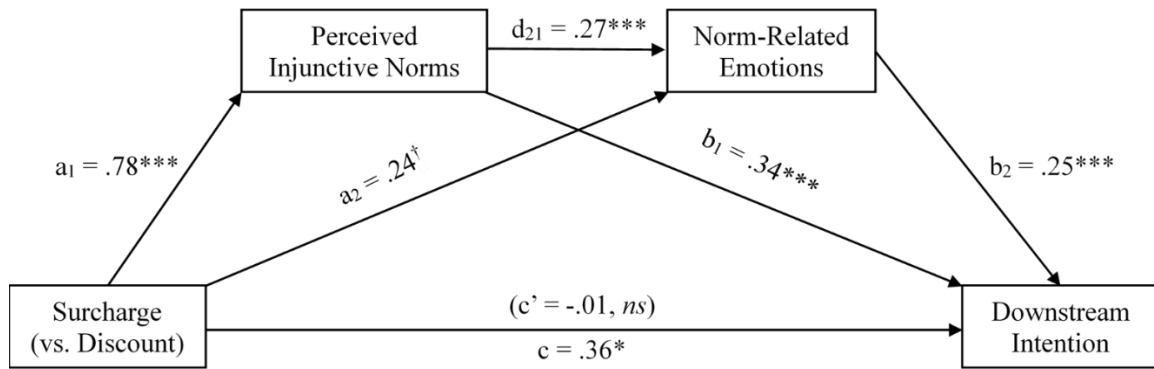 Perceived
Injunctive Norms
d₂₁ = .27***
Norm-Related
Emotions
a₁ = .78***
a₂ = .24†
b₁ = .34***
b₂ = .25***
Surcharge
(vs. Discount)
(c’ = -.01, ns)
c = .36*
Downstream
Intention